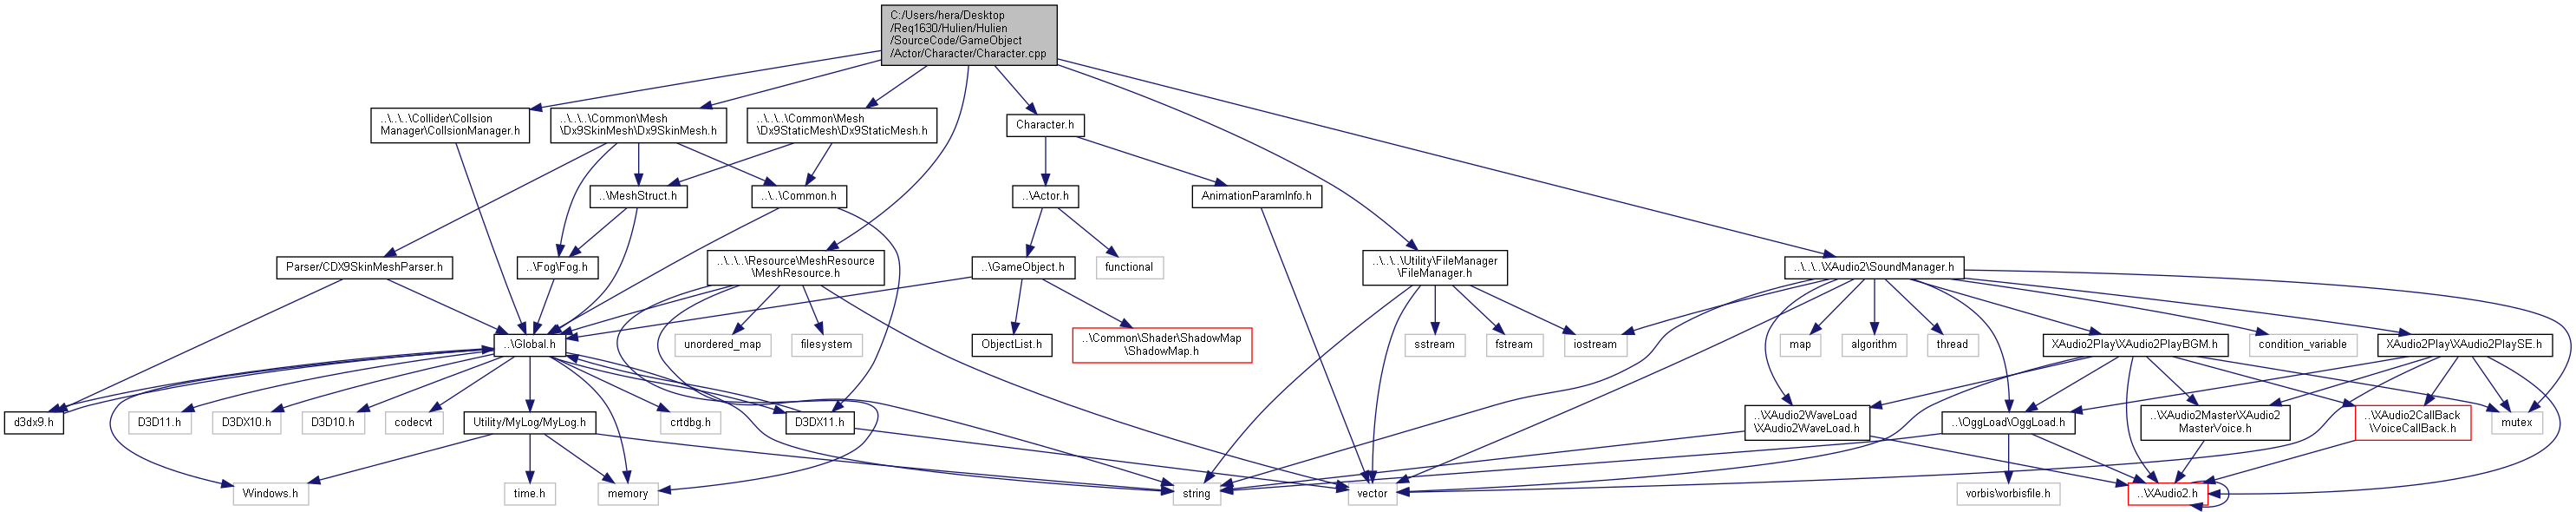 C:/Users/hera/Desktop
/Req1630/Hulien/Hulien
/SourceCode/GameObject
/Actor/Character/Character.cpp
..\..\..\Collider\Collsion
Manager\CollsionManager.h
..\..\..\Common\Mesh
\Dx9SkinMesh\Dx9SkinMesh.h
..\..\..\Common\Mesh
\Dx9StaticMesh\Dx9StaticMesh.h
Character.h
..\MeshStruct.h
..\..\Common.h
..\Actor.h
AnimationParamInfo.h
Parser/CDX9SkinMeshParser.h
..\Fog\Fog.h
..\..\..\Resource\MeshResource
\MeshResource.h
..\GameObject.h
functional
..\..\..\Utility\FileManager
\FileManager.h
..\..\..\XAudio2\SoundManager.h
..\Global.h
unordered_map
filesystem
ObjectList.h
..\Common\Shader\ShadowMap
\ShadowMap.h
sstream
fstream
iostream
map
algorithm
thread
XAudio2Play\XAudio2PlayBGM.h
condition_variable
XAudio2Play\XAudio2PlaySE.h
d3dx9.h
D3D11.h
D3DX10.h
D3D10.h
codecvt
Utility/MyLog/MyLog.h
crtdbg.h
D3DX11.h
..\XAudio2WaveLoad
\XAudio2WaveLoad.h
..\OggLoad\OggLoad.h
..\XAudio2Master\XAudio2
MasterVoice.h
..\XAudio2CallBack
\VoiceCallBack.h
mutex
Windows.h
time.h
memory
string
vector
vorbis\vorbisfile.h
..\XAudio2.h